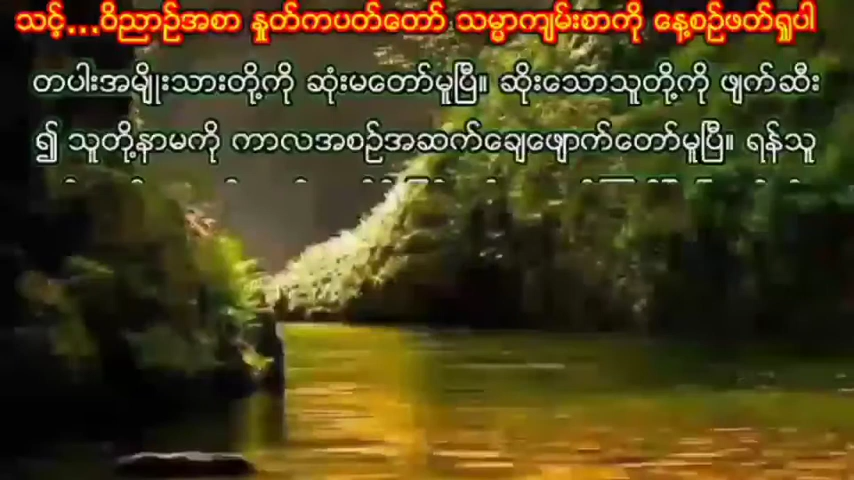 သင့်...ဝိညာဉ်အစာ နှုတ်ကပတ်တော် သမ္မာကျမ်းစာကို နေ့စဉ်ဖတ်ရှုပါ
တပါးအမျိုးသားတို့ကို ဆုံးမတော်မူပြီ။ ဆိုးသောသူတို့ကို ဖျက်ဆီး
၍ သူတို့နာမကို ကာလအစဉ်အဆက်ချေဖျောက်တော်မူပြီ။ ရန်သူ